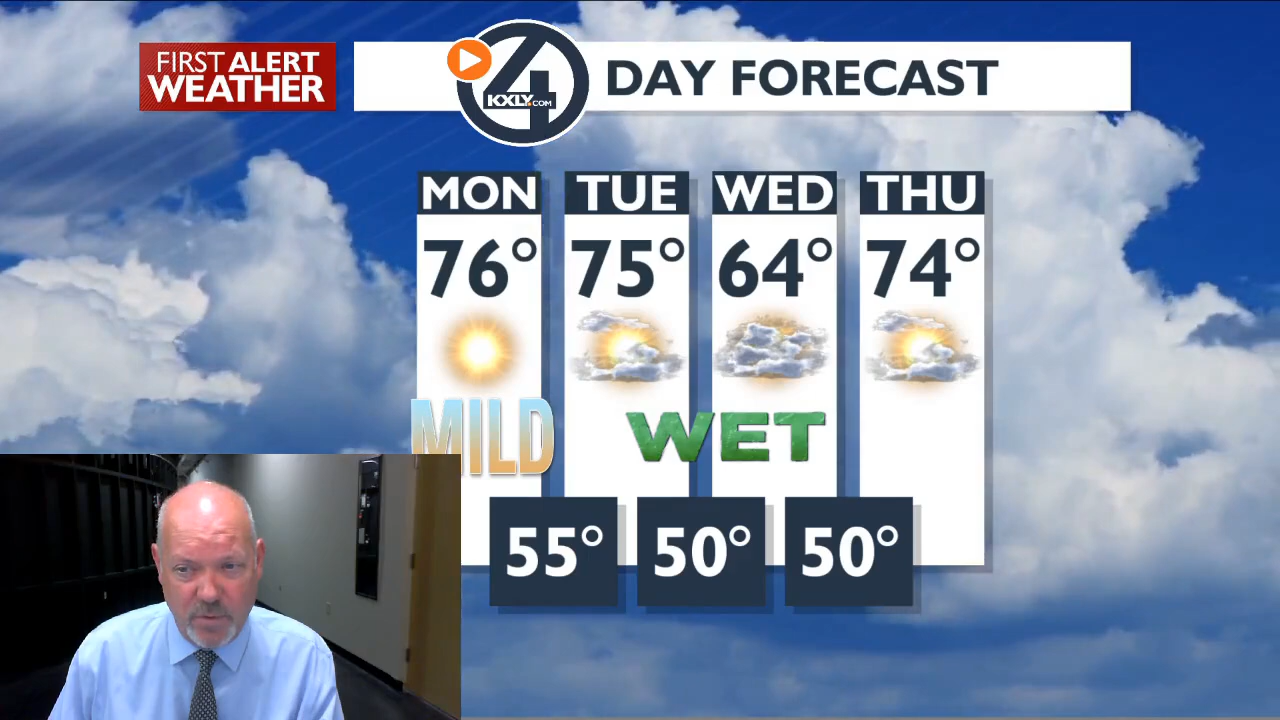 FIRST ALERT
WEATHER
4
KXLY.COM
DAY FORECAST
MON TUE WED THU
76° 75° 64° 74°
MILD WET
55° 50° 50°